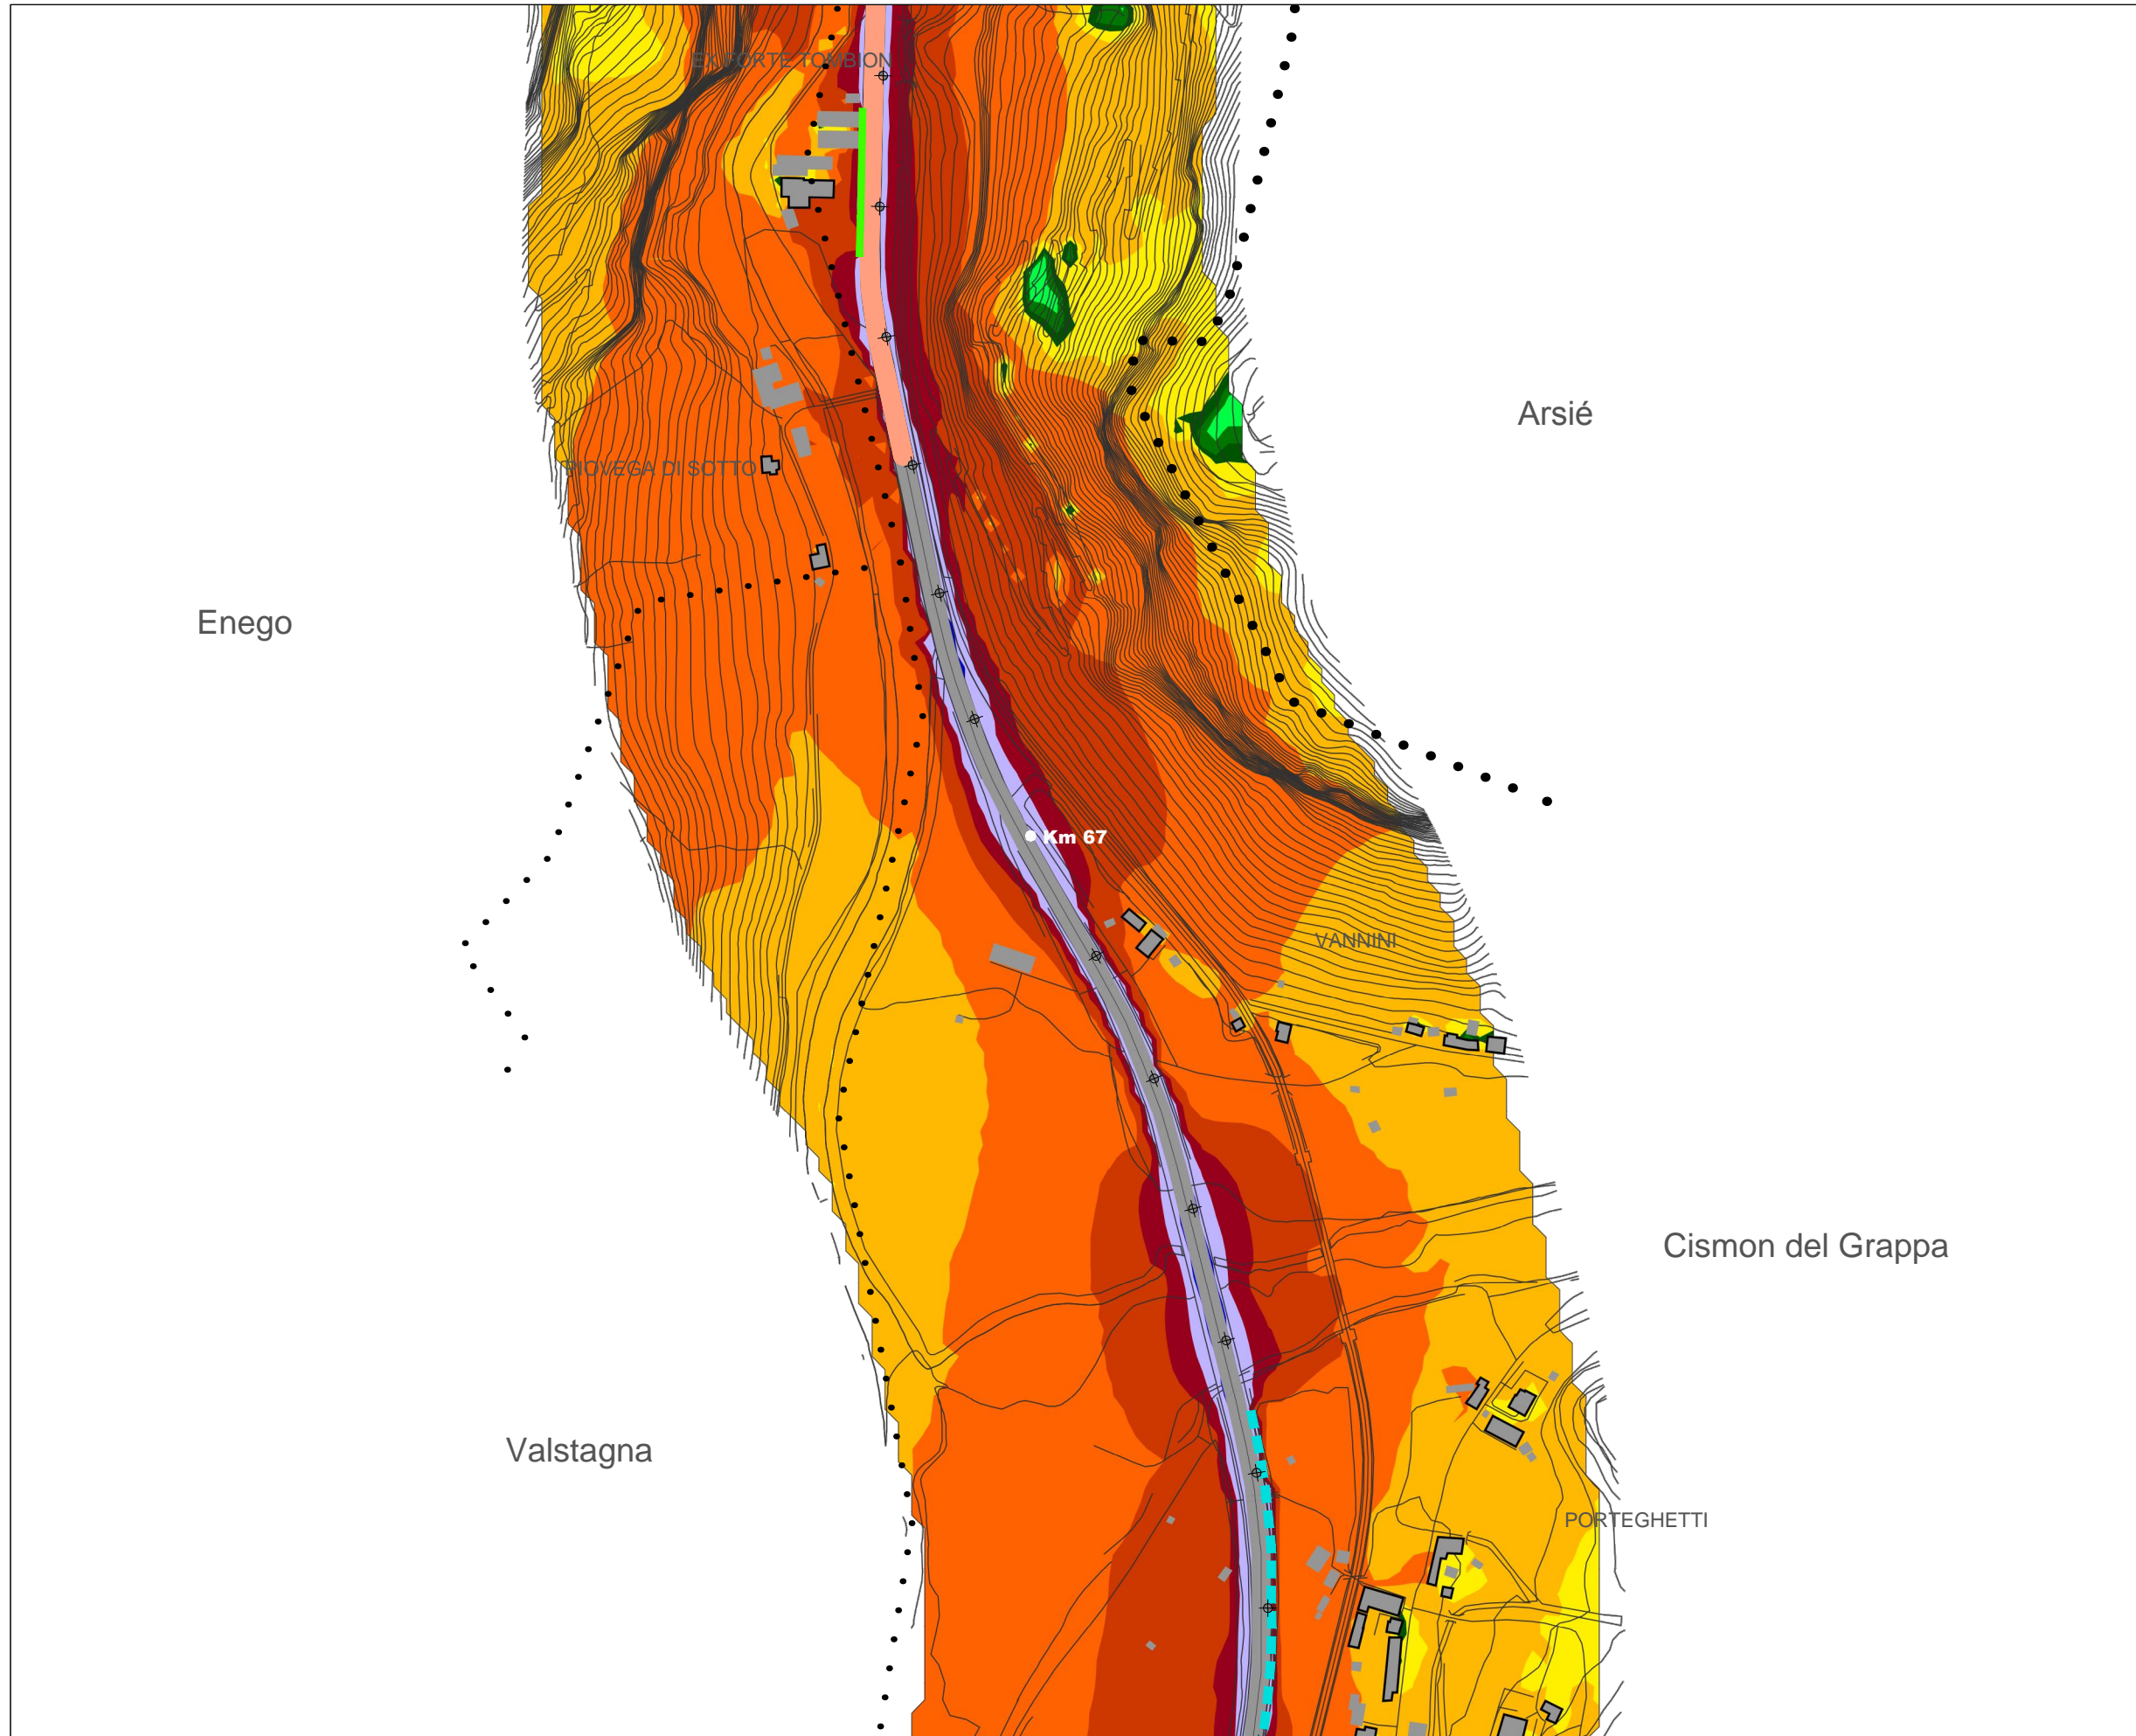 EX FORTE TOMBION
Arsié
PIOVEGA DI SOTTO
Enego
Km 67
VANNINI
Cismon del Grappa
Valstagna
PORTEGHETTI